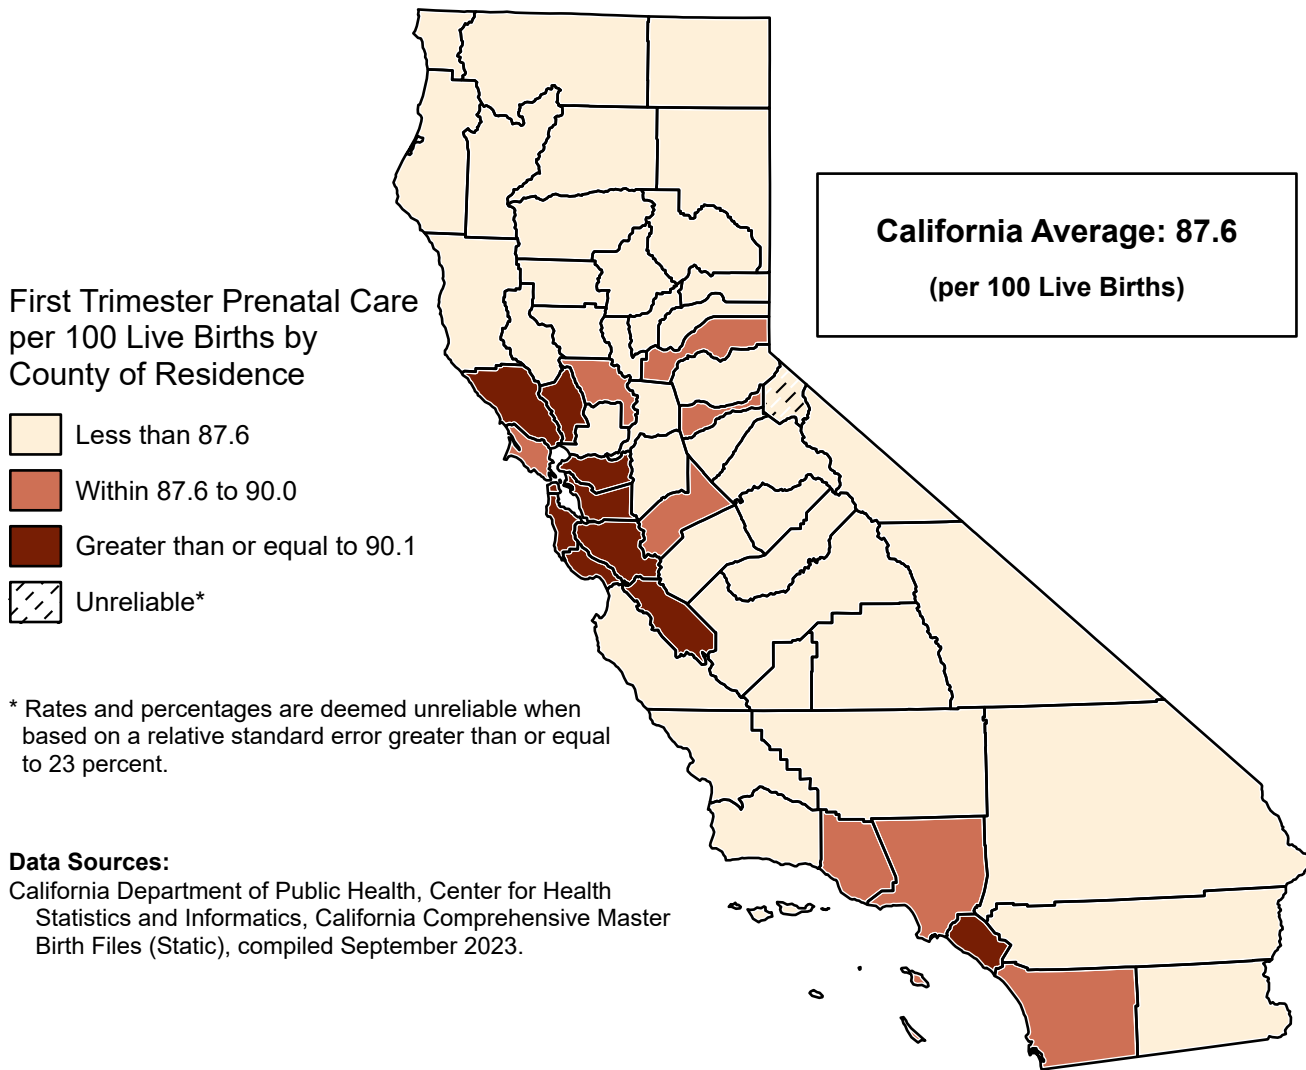 California Average: 87.6
(per 100 Live Births)
First Trimester Prenatal Care
per 100 Live Births by
County of Residence
Less than 87.6
Within 87.6 to 90.0
Greater than or equal to 90.1
Unreliable*
* Rates and percentages are deemed unreliable when
based on a relative standard error greater than or equal
to 23 percent.
Data Sources:
California Department of Public Health, Center for Health
Statistics and Informatics, California Comprehensive Master
Birth Files (Static), compiled September 2023.